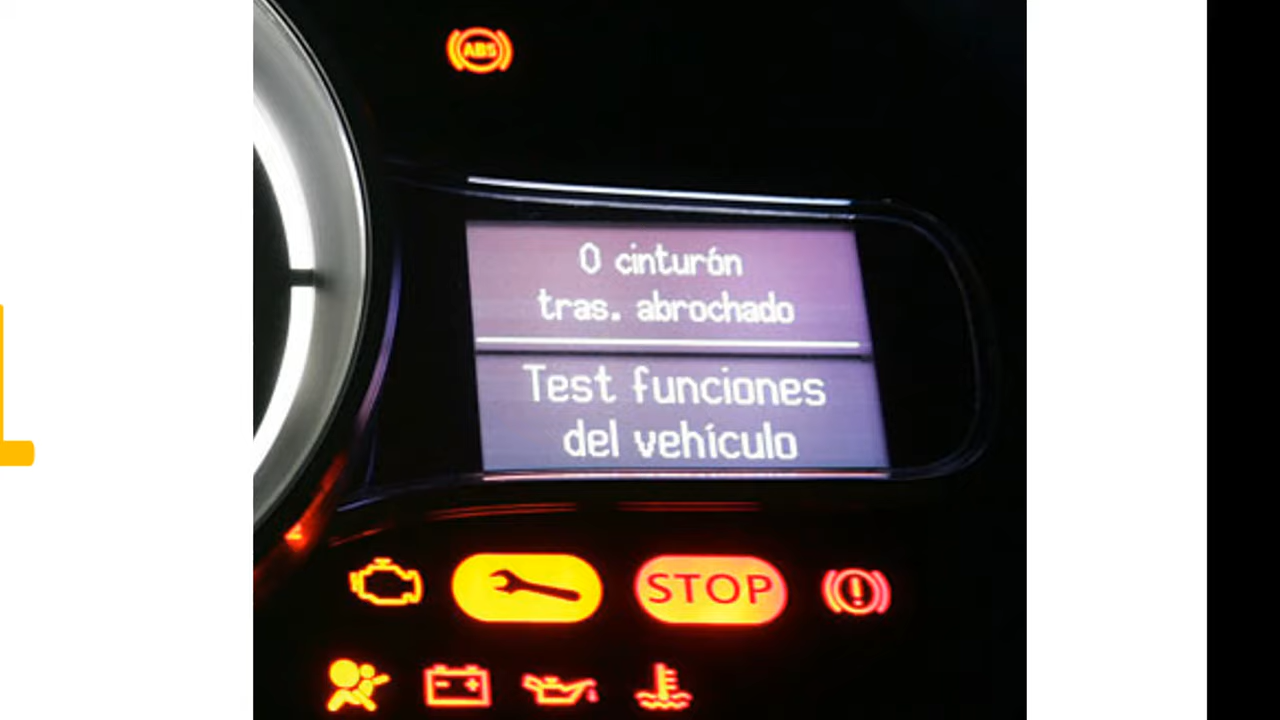 ABS
0 cinturón
tras. abrochado
Test funciones
del vehículo
STOP